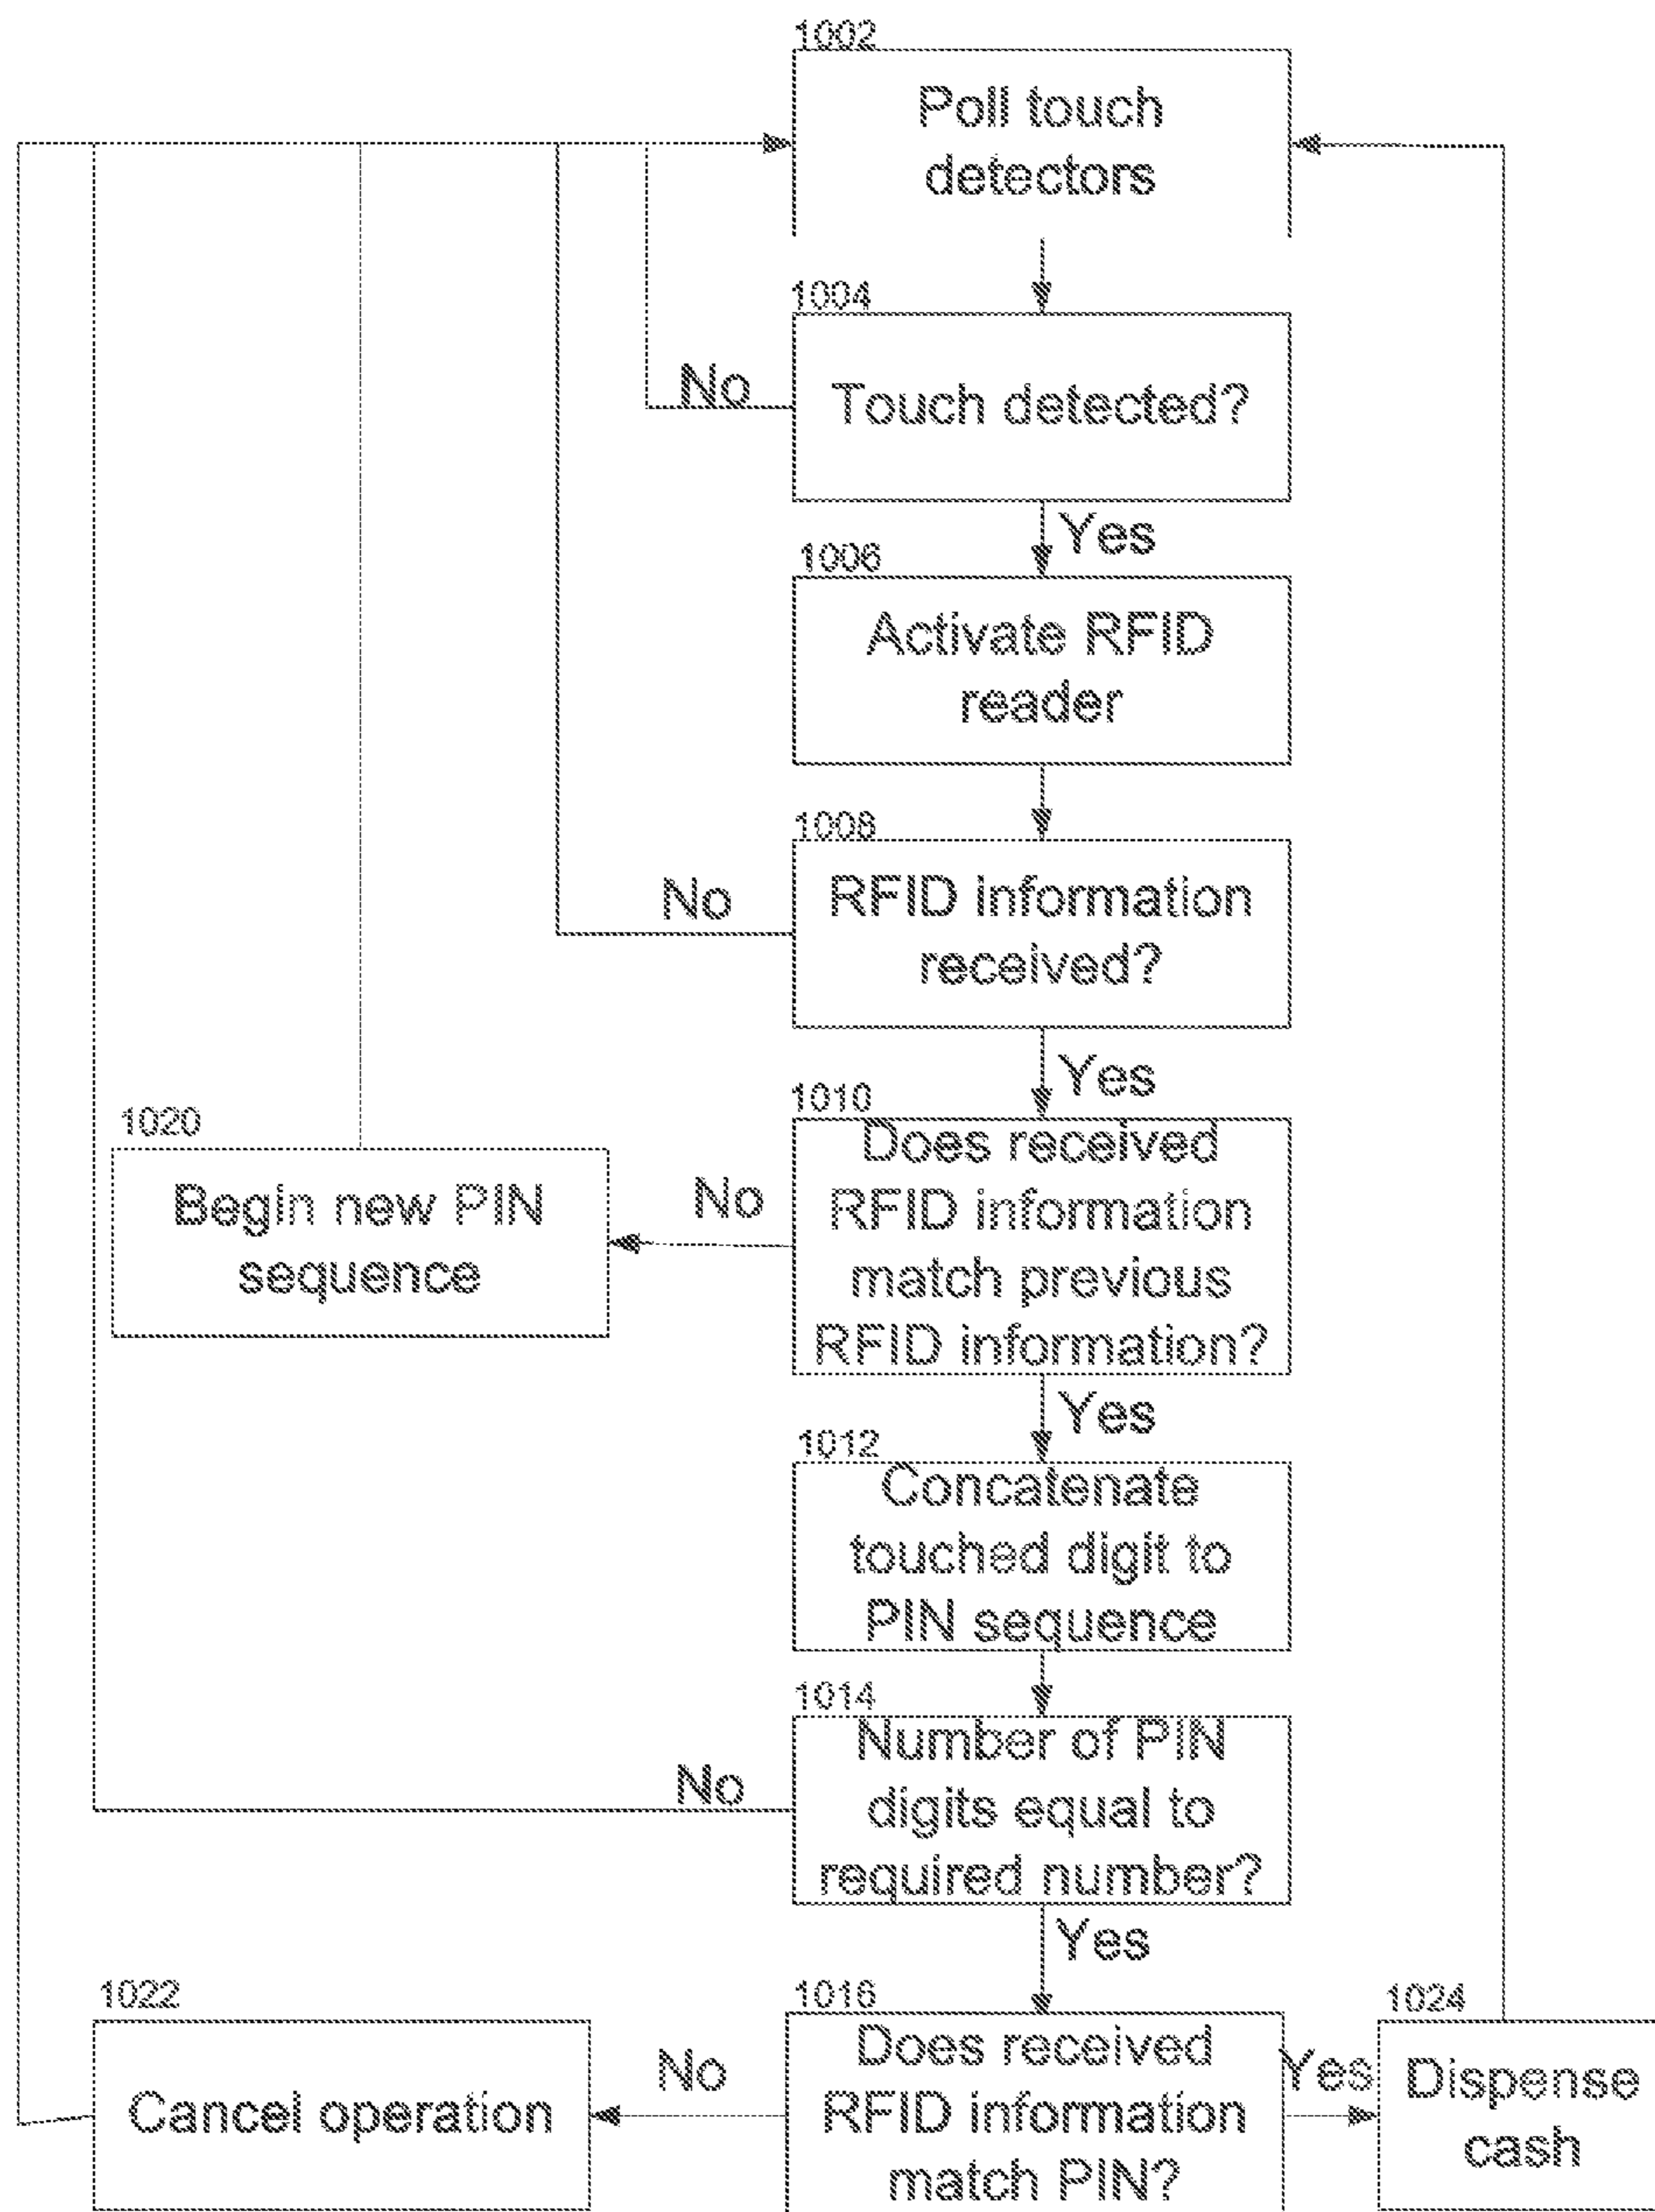 1002
Poll touch
detectors
1004
No
Touch detected?
Yes
1006
Activate RFID
reader
1008
No
RFID information
received?
Yes
1010
1020
Begin new PIN
sequence
No
Does received
RFID information
match previous
RFID information?
Yes
1012
Concatenate
touched digit to
PIN sequence
1014
No
Number of PIN
digits equal to
required number?
Yes
1022
1016
1024
Cancel operation
No
Does received
RFID information
match PIN?
Yes
Dispense
cash